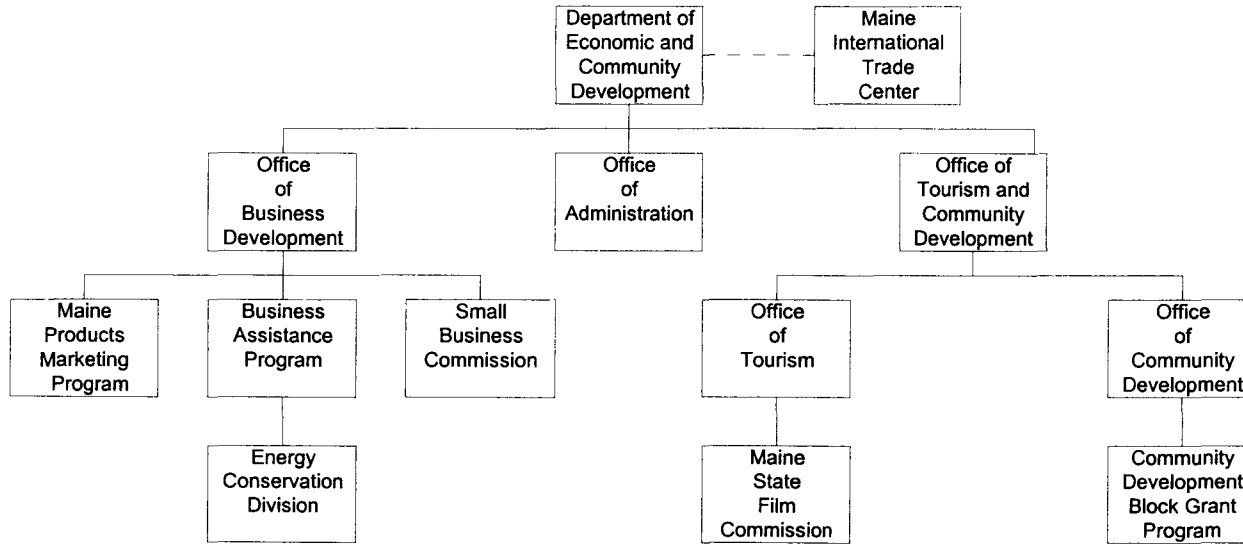 Department of
Economic and
Community
Development
Maine
International
Trade
Center
Office
of
Business
Development
Office
of
Administration
Office of
Tourism and
Community
Development
Maine
Products
Marketing
Program
Business
Assistance
Program
Small
Business
Commission
Office
of
Tourism
Office
of
Community
Development
Energy
Conservation
Division
Maine
State
Film
Commission
Community
Development
Block Grant
Program